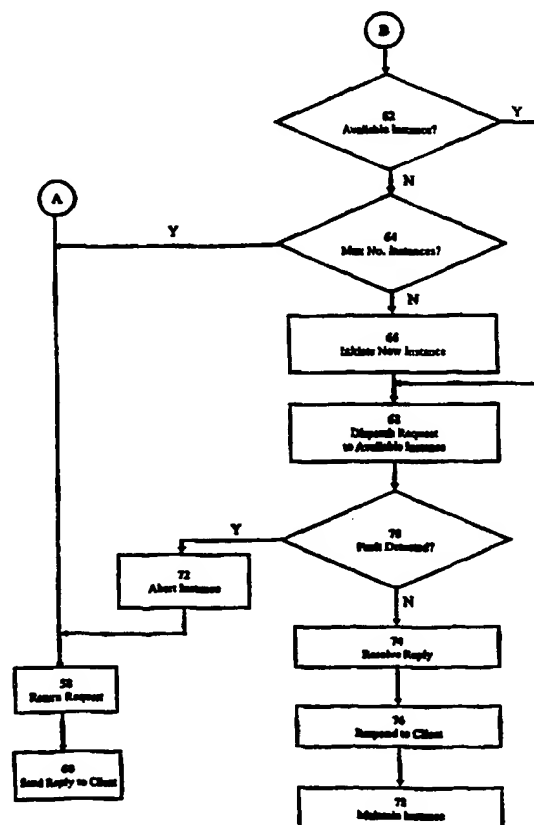 B
62
Available Instance?
Y
N
A
Y
64
Max No. Instances?
N
66
Initiate New Instance
68
Dispatch Request
to Available Instance
70
Fault Detected?
Y
72
Abort Instance
N
74
Receive Reply
58
Return Request
76
Respond to Client
60
Send Reply to Client
78
Maintain Instance